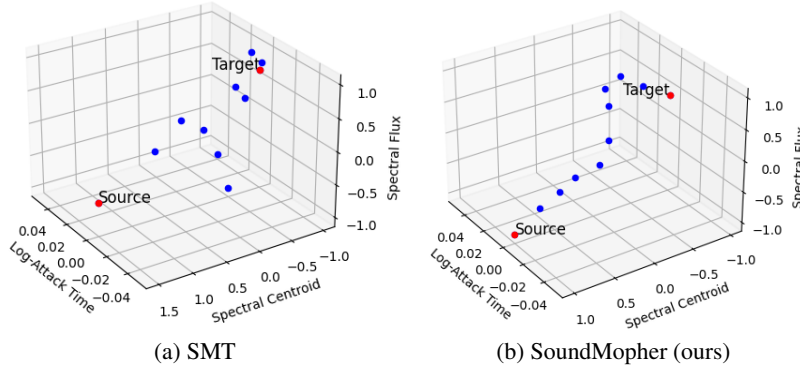 Target
Source
Spectral Flux
1.0
0.5
0.0
−0.5
−1.0
Log-Attack Time
0.04
0.02
0.00
−0.02
−0.04
Spectral Centroid
1.5
1.0
0.5
0.0
−0.5
−1.0
(a) SMT
Target
Source
Spectral Flux
1.0
0.5
0.0
−0.5
−1.0
Log-Attack Time
0.04
0.02
0.00
−0.02
−0.04
Spectral Centroid
1.0
0.5
0.0
−0.5
−1.0
(b) SoundMopher (ours)